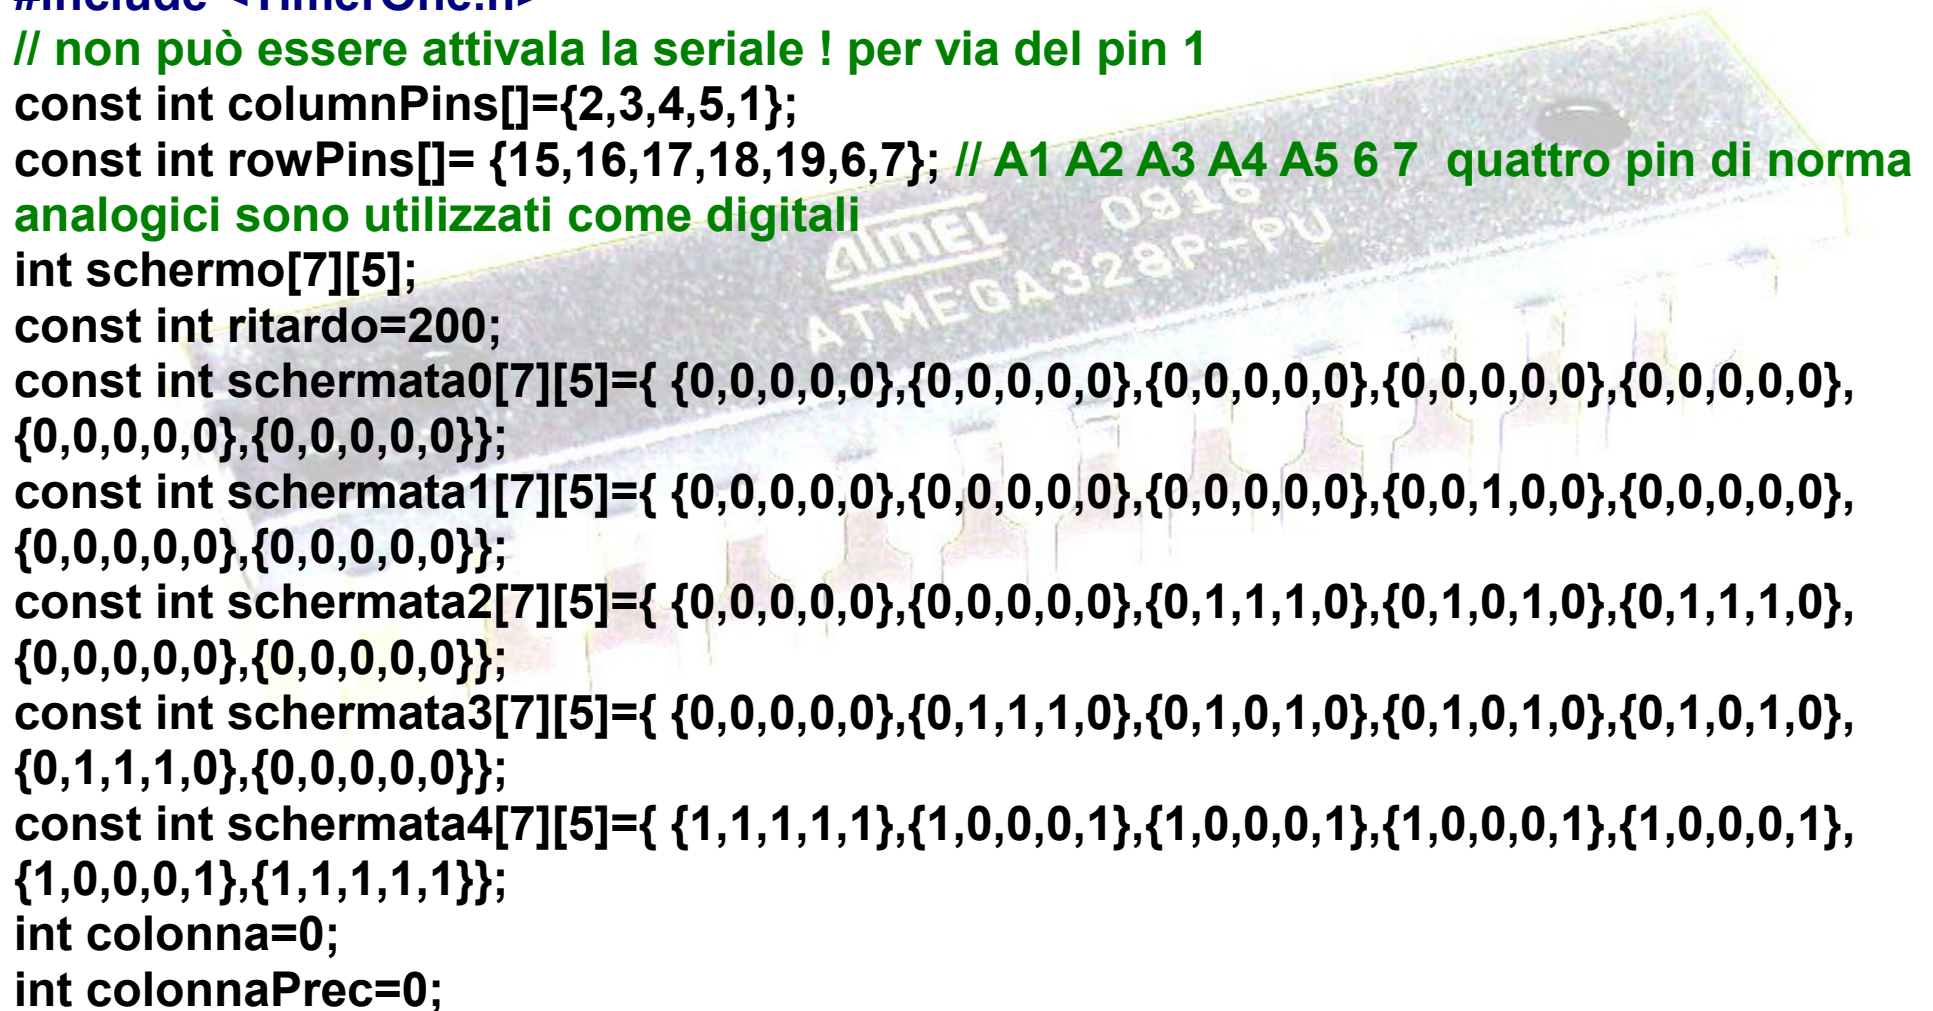 #include <TimerOne.h>
// non può essere attivala la seriale ! per via del pin 1
const int columnPins[]={2,3,4,5,1};
const int rowPins[]= {15,16,17,18,19,6,7}; // A1 A2 A3 A4 A5 6 7 quattro pin di norma
analogici sono utilizzati come digitali
int schermo[7][5];
const int ritardo=200;
const int schermata0[7][5]={ {0,0,0,0,0},{0,0,0,0,0},{0,0,0,0,0},{0,0,0,0,0},{0,0,0,0,0},
{0,0,0,0,0},{0,0,0,0,0}};
const int schermata1[7][5]={ {0,0,0,0,0},{0,0,0,0,0},{0,0,0,0,0},{0,0,1,0,0},{0,0,0,0,0},
{0,0,0,0,0},{0,0,0,0,0}};
const int schermata2[7][5]={ {0,0,0,0,0},{0,0,0,0,0},{0,1,1,1,0},{0,1,0,1,0},{0,1,1,1,0},
{0,0,0,0,0},{0,0,0,0,0}};
const int schermata3[7][5]={ {0,0,0,0,0},{0,1,1,1,0},{0,1,0,1,0},{0,1,0,1,0},{0,1,0,1,0},
{0,1,1,1,0},{0,0,0,0,0}};
const int schermata4[7][5]={ {1,1,1,1,1},{1,0,0,0,1},{1,0,0,0,1},{1,0,0,0,1},{1,0,0,0,1},
{1,0,0,0,1},{1,1,1,1,1}};
int colonna=0;
int colonnaPrec=0;
ATMEL 0916
ATMEGA328P-PU